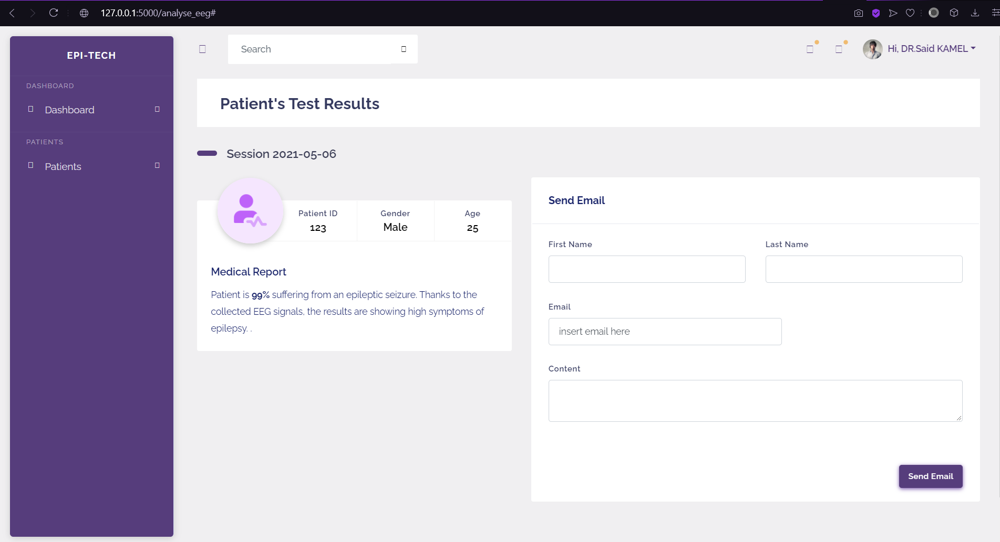 127.0.0.1:5000/analyse_eeg#
EPI-TECH
DASHBOARD
Dashboard
PATIENTS
Patients
Search
Hi, DR.Said KAMEL
Patient's Test Results
Session 2021-05-06
Patient ID
123
Gender
Male
Age
25
Medical Report
Patient is 99% suffering from an epileptic seizure. Thanks to the
collected EEG signals, the results are showing high symptoms of
epilepsy. .
Send Email
First Name
Last Name
Email
insert email here
Content
Send Email